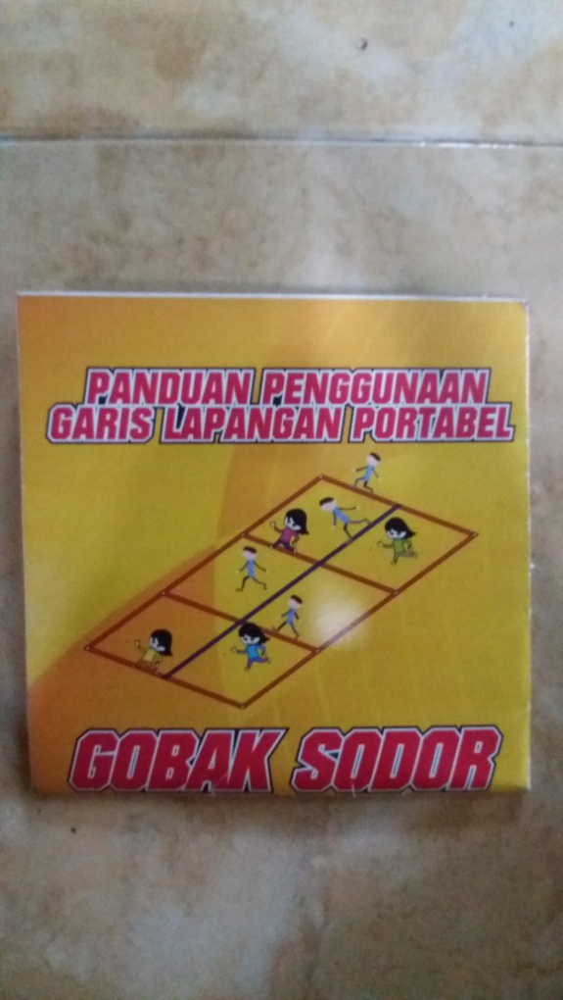 PANDUAN PENGGUNAAN
GARIS LAPANGAN PORTABEL
GOBAK SODOR